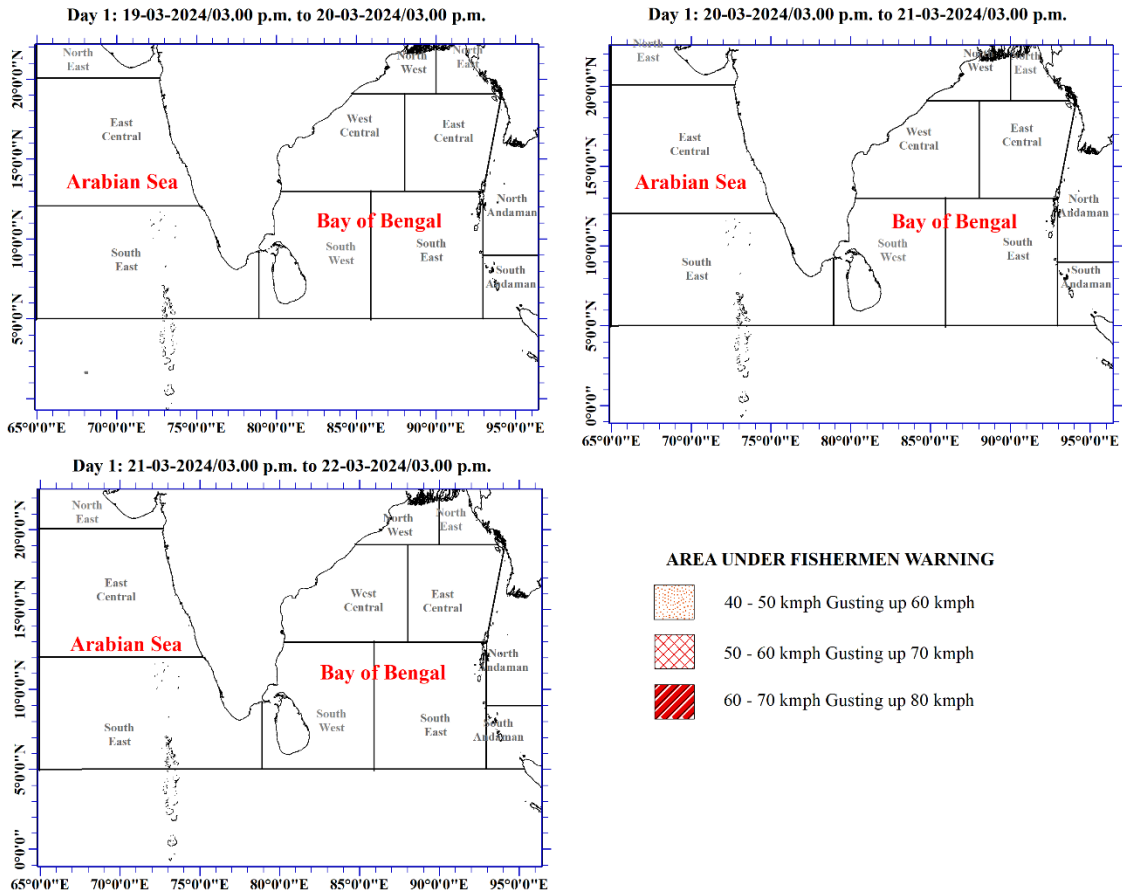 Day 1: 19-03-2024/03.00 p.m. to 20-03-2024/03.00 p.m.
North
East
North
West
North
East
East
Central
West
Central
East
Central
Arabian Sea
Bay of Bengal
North
Andaman
South
East
South
West
South
East
South
Andaman
20°0'0"N
15°0'0"N
10°0'0"N
5°0'0"N
65°0'0"E 70°0'0"E 75°0'0"E 80°0'0"E 85°0'0"E 90°0'0"E 95°0'0"E
Day 1: 20-03-2024/03.00 p.m. to 21-03-2024/03.00 p.m.
North
East
North
West
North
East
East
Central
West
Central
East
Central
Arabian Sea
Bay of Bengal
North
Andaman
South
East
South
West
South
East
South
Andaman
20°0'0"N
15°0'0"N
10°0'0"N
5°0'0"N
0°0'0"
65°0'0"E 70°0'0"E 75°0'0"E 80°0'0"E 85°0'0"E 90°0'0"E 95°0'0"E
Day 1: 21-03-2024/03.00 p.m. to 22-03-2024/03.00 p.m.
North
East
North
West
North
East
East
Central
West
Central
East
Central
Arabian Sea
Bay of Bengal
North
Andaman
South
East
South
West
South
East
South
Andaman
20°0'0"N
15°0'0"N
10°0'0"N
5°0'0"N
0°0'0"
65°0'0"E 70°0'0"E 75°0'0"E 80°0'0"E 85°0'0"E 90°0'0"E 95°0'0"E
AREA UNDER FISHERMEN WARNING
40 - 50 kmph Gusting up 60 kmph
50 - 60 kmph Gusting up 70 kmph
60 - 70 kmph Gusting up 80 kmph